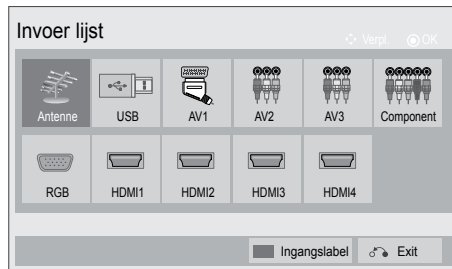 Invoer lijst
Verpl. OK
Antenne USB AV1 AV2 AV3 Component
RGB HDMI1 HDMI2 HDMI3 HDMI4
Ingangslabel Exit